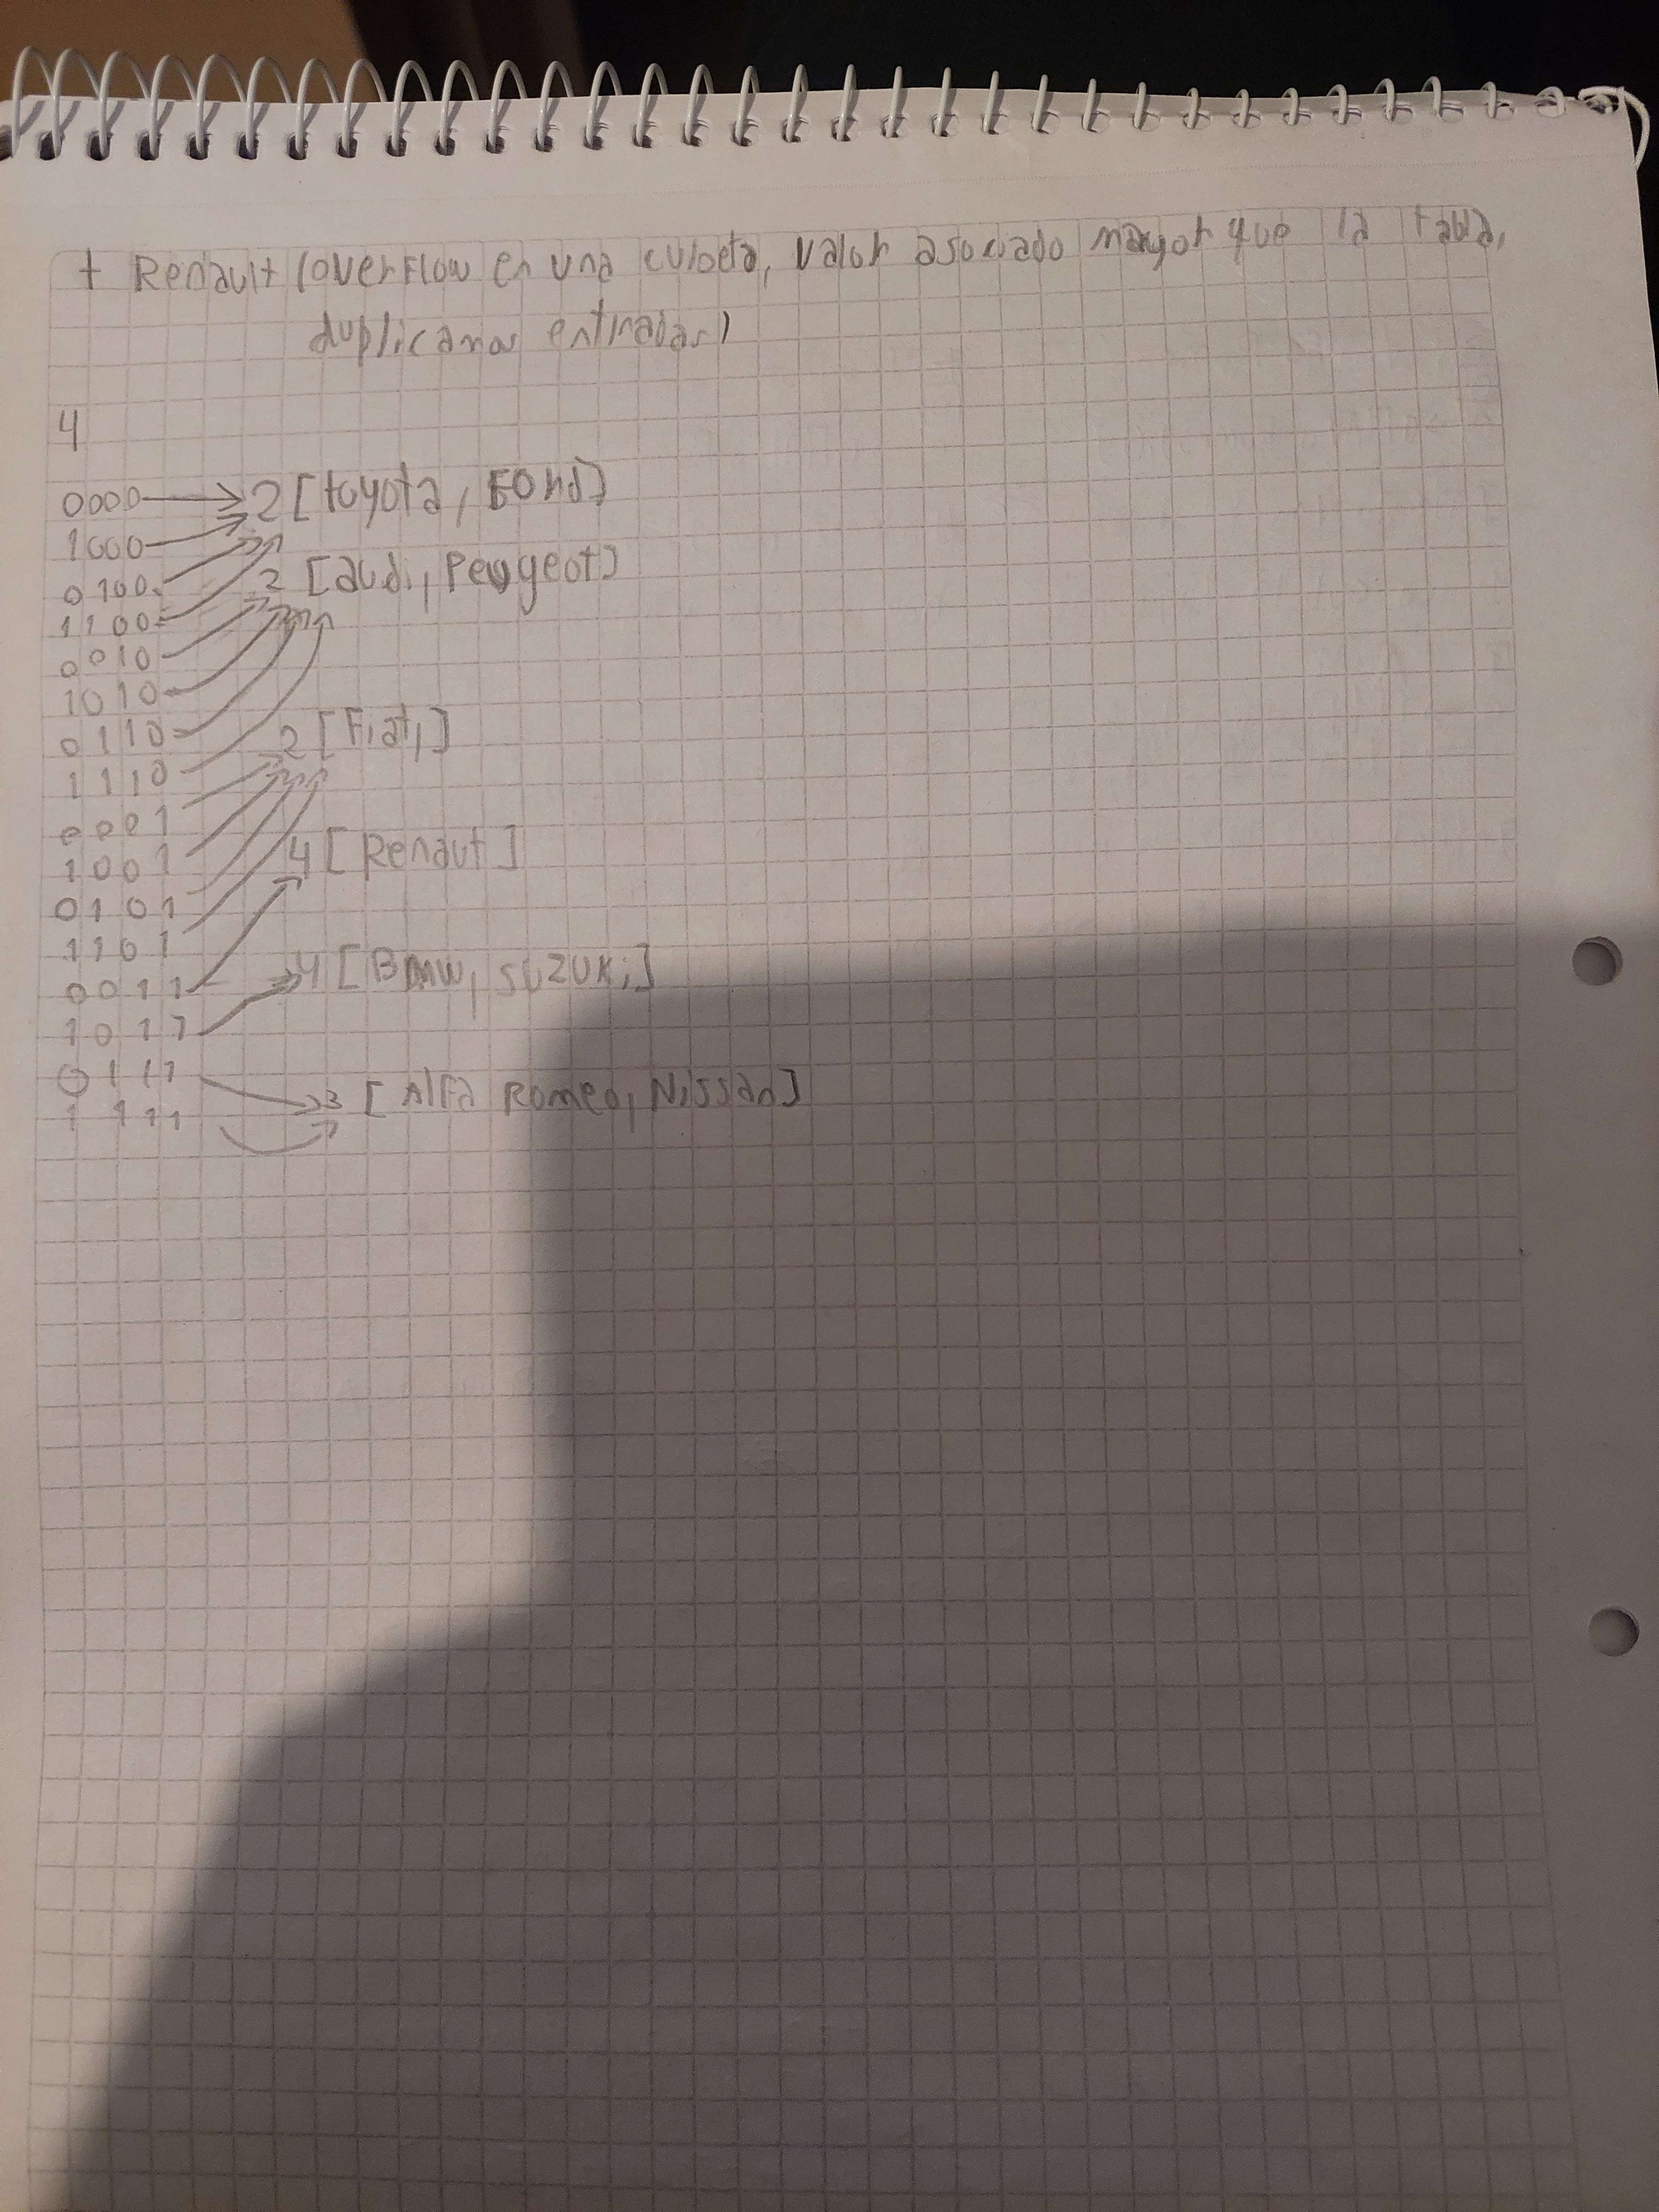 + Renault (overflow en una cubeta, valor asociado mayor que la tabla,
duplicamos entradas)
4
0000 2 [toyota, Ford]
1000
0100
2 [audi, Peugeot]
1100
0010
1010
0110 2 [Fiat,]
1110
0001
1001 4 [Renaut]
0101
1101
0011 4 [Bmw, suzuki]
1011
0111 3 [Alfa Romeo, Nissan]
1111